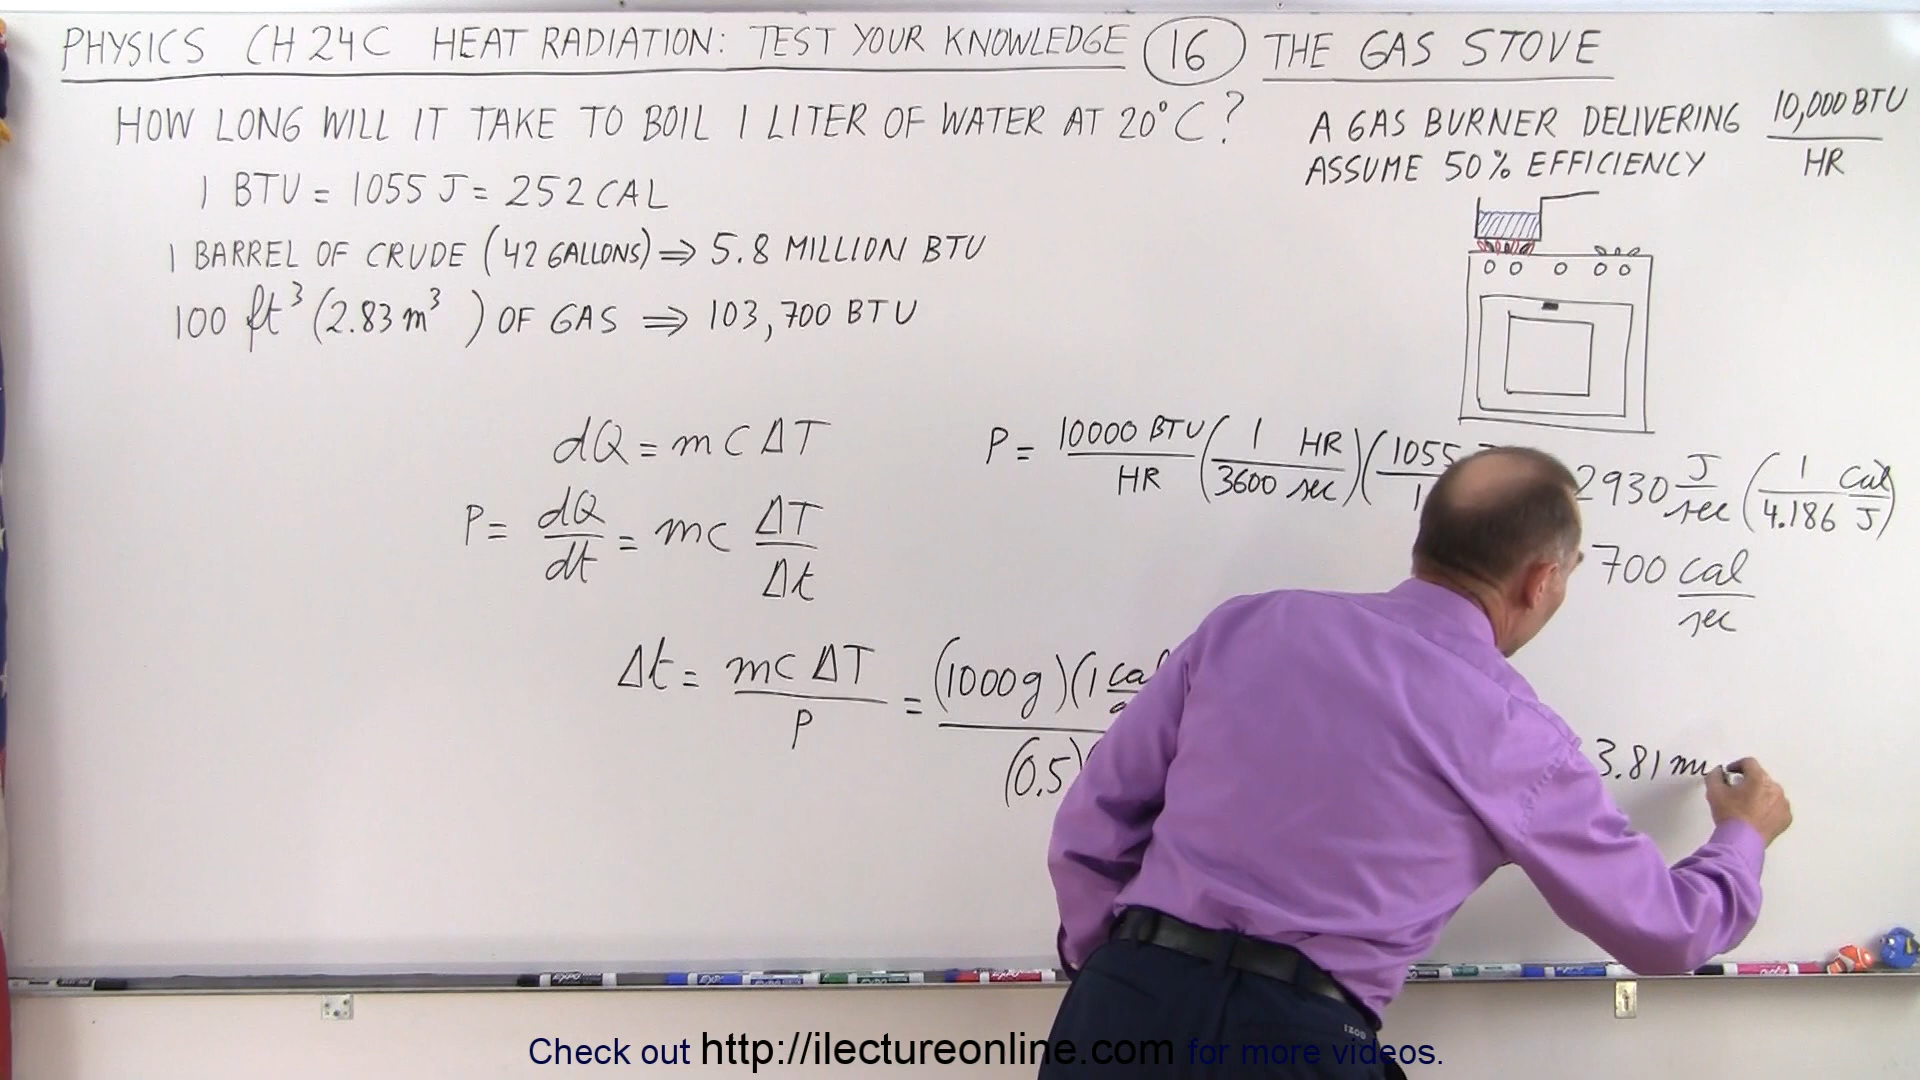 PHYSICS CH 24C HEAT RADIATION: TEST YOUR KNOWLEDGE 16 THE GAS STOVE
HOW LONG WILL IT TAKE TO BOIL 1 LITER OF WATER AT 20°C?
A GAS BURNER DELIVERING 10,000 BTU / HR
ASSUME 50% EFFICIENCY
1 BTU = 1055 J = 252 CAL
1 BARREL OF CRUDE (42 GALLONS) ⇒ 5.8 MILLION BTU
100 ft³ (2.83 m³ ) OF GAS ⇒ 103,700 BTU
dQ = mCΔT
P = dQ/dt = mc ΔT/Δt
P = 10000 BTU/HR (1 HR/3600 sec)(1055
2930 J/sec (1 Cal/4.186 J)
700 cal/sec
Δt = mcΔT/P = (1000g)(1 cal
(0.5)
3.81 m
EXPO
IZOD
Check out http://ilectureonline.com for more videos.